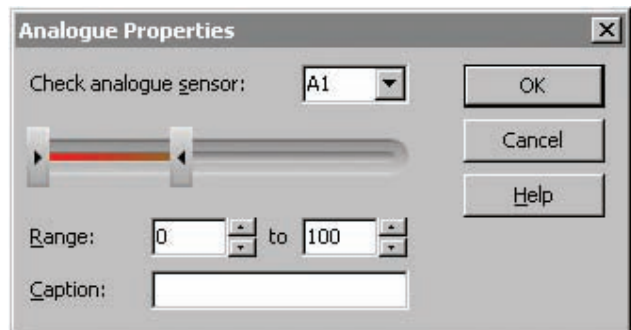 Analogue Properties
Check analogue sensor: A1
OK
Cancel
Help
Range: 0 to 100
Caption: